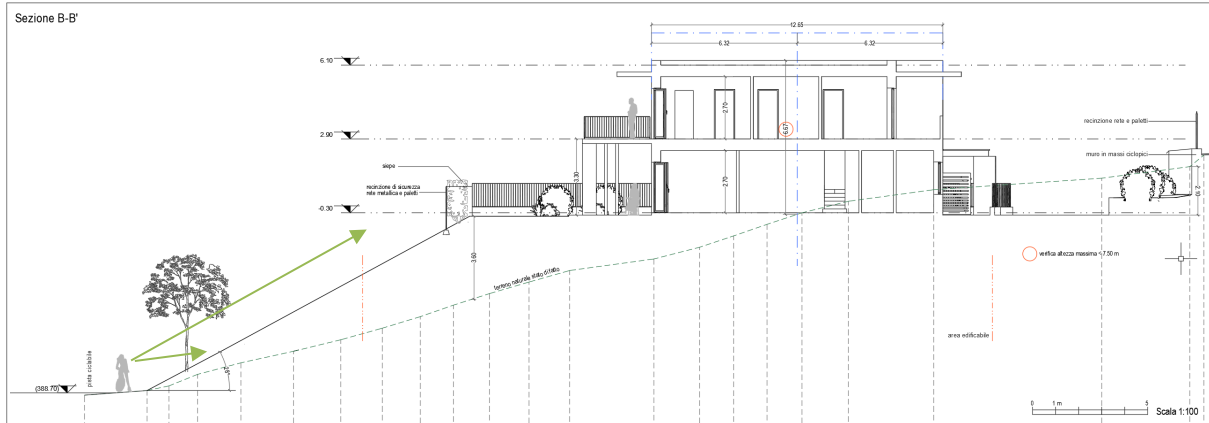 Sezione B-B'
12.65
6.32
6.32
6.10
2.70
6.67
2.90
recinzione rete e paletti
muro in massi ciclopici
siepe
recinzione di sicurezza
rete metallica e paletti
3.30
2.70
2.10
-0.30
3.60
terreno naturale stato di fatto
verifica altezza massima < 7.50 m
area edificabile
pista ciclabile
(388.70)
0 1 m 5
Scala 1:100